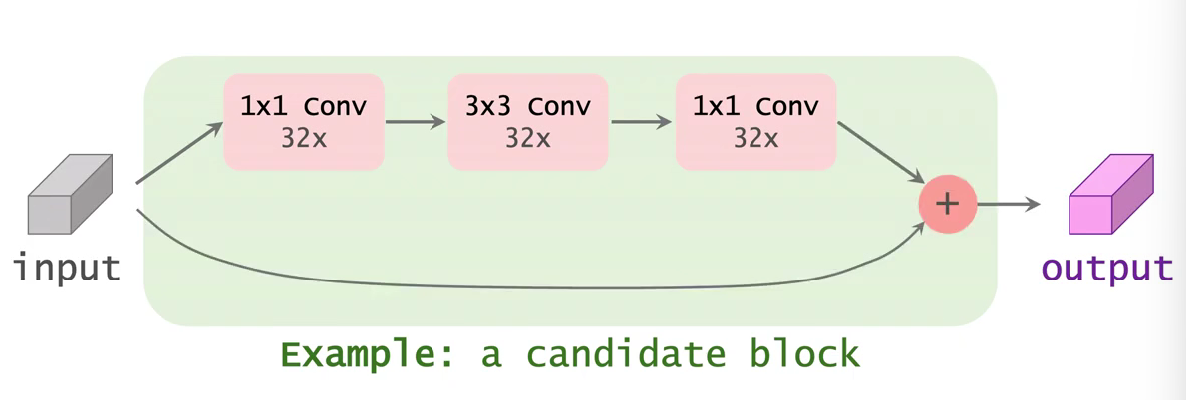 1x1 Conv
32x
3x3 Conv
32x
1x1 Conv
32x
+
input
output
Example: a candidate block